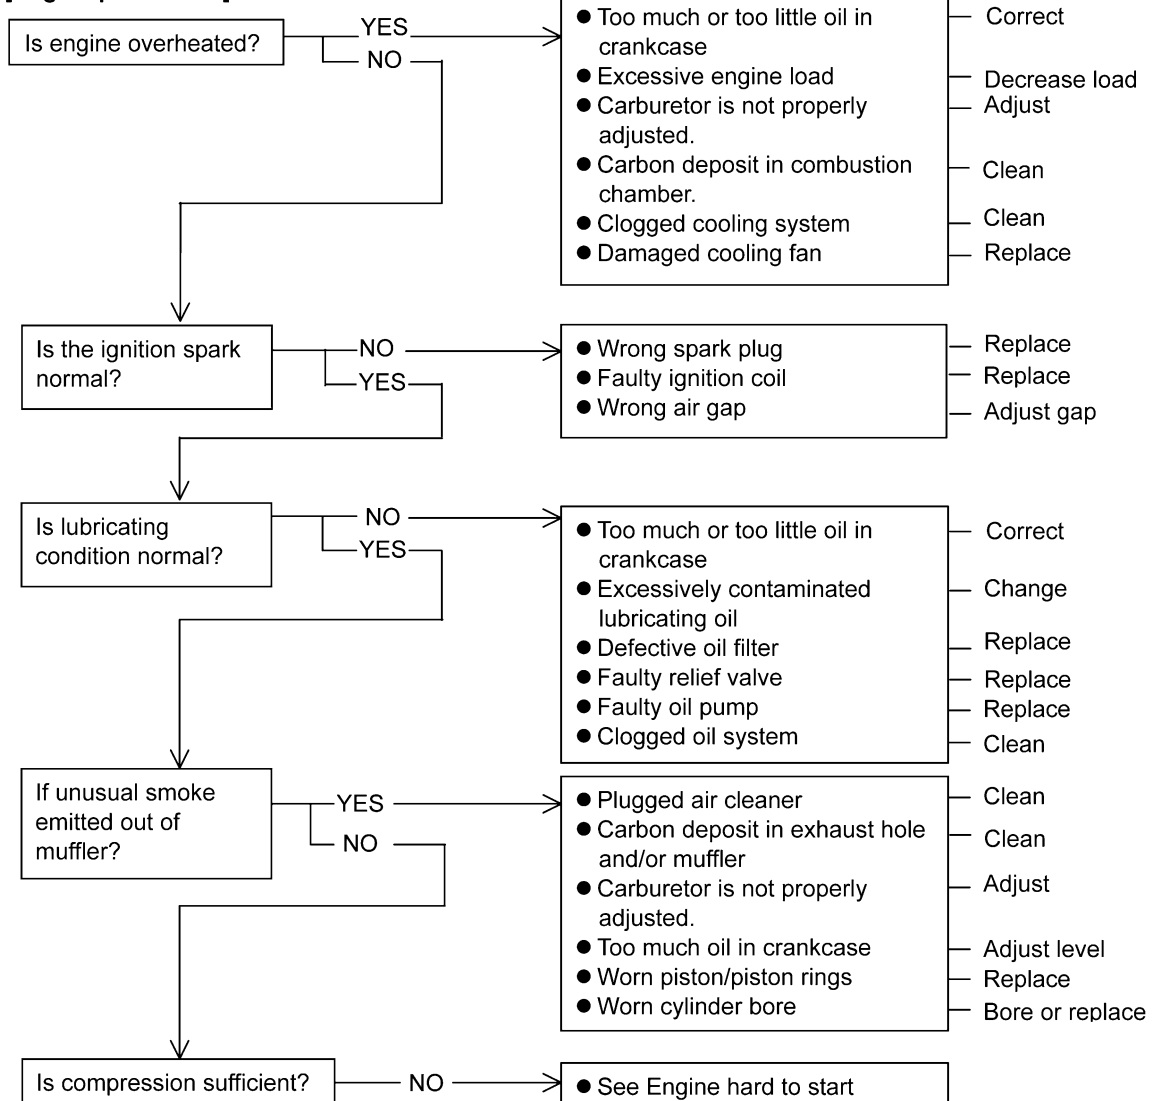 Is engine overheated?
YES
NO
● Too much or too little oil in
crankcase
● Excessive engine load
● Carburetor is not properly
adjusted.
● Carbon deposit in combustion
chamber.
● Clogged cooling system
● Damaged cooling fan
Correct
Decrease load
Adjust
Clean
Clean
Replace
Is the ignition spark
normal?
NO
YES
● Wrong spark plug
● Faulty ignition coil
● Wrong air gap
Replace
Replace
Adjust gap
Is lubricating
condition normal?
NO
YES
● Too much or too little oil in
crankcase
● Excessively contaminated
lubricating oil
● Defective oil filter
● Faulty relief valve
● Faulty oil pump
● Clogged oil system
Correct
Change
Replace
Replace
Replace
Clean
If unusual smoke
emitted out of
muffler?
YES
NO
● Plugged air cleaner
● Carbon deposit in exhaust hole
and/or muffler
● Carburetor is not properly
adjusted.
● Too much oil in crankcase
● Worn piston/piston rings
● Worn cylinder bore
Clean
Clean
Adjust
Adjust level
Replace
Bore or replace
Is compression sufficient?
NO
● See Engine hard to start